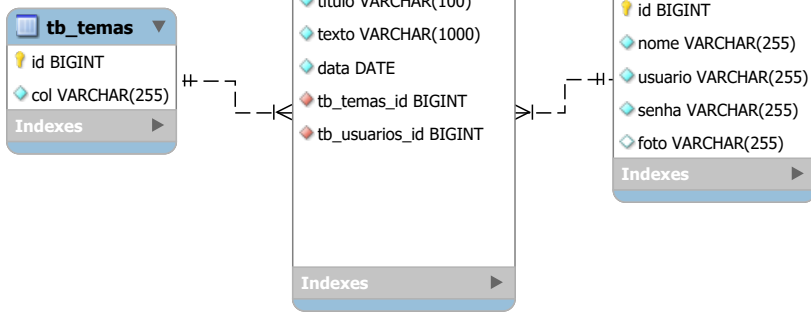 tb_temas
id BIGINT
col VARCHAR(255)
Indexes
titulo VARCHAR(100)
texto VARCHAR(1000)
data DATE
tb_temas_id BIGINT
tb_usuarios_id BIGINT
Indexes
id BIGINT
nome VARCHAR(255)
usuario VARCHAR(255)
senha VARCHAR(255)
foto VARCHAR(255)
Indexes